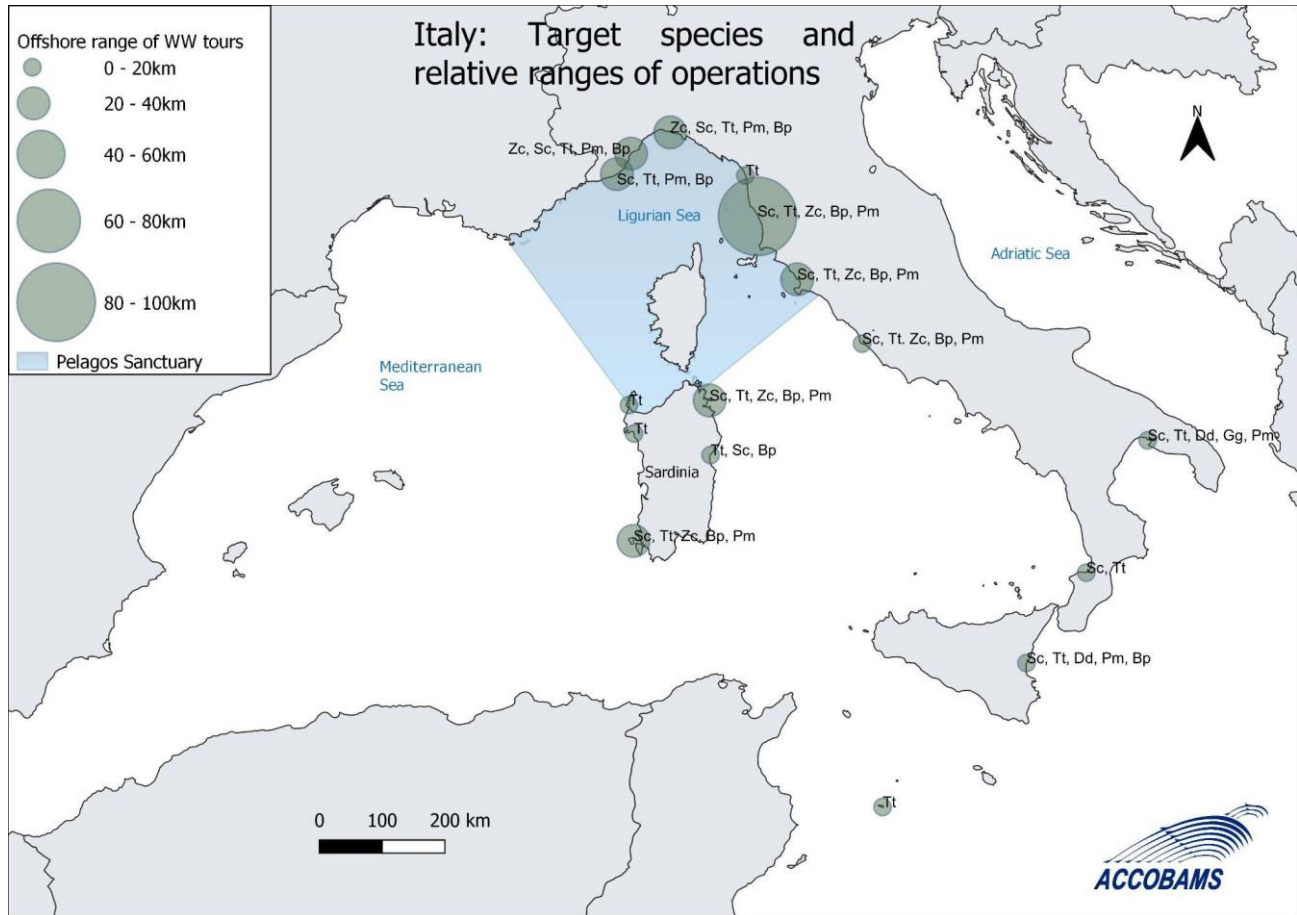 Italy: Target species and
relative ranges of operations
Offshore range of WW tours
0 - 20km
20 - 40km
40 - 60km
60 - 80km
80 - 100km
Pelagos Sanctuary
N
Zc, Sc, Tt, Pm, Bp
Zc, Sc, Tt, Pm, Bp
Sc, Tt, Pm, Bp
Tt
Ligurian Sea
Sc, Tt, Zc, Bp, Pm
Adriatic Sea
Sc, Tt, Zc, Bp, Pm
Sc, Tt. Zc, Bp, Pm
Mediterranean
Sea
Tt
Sc, Tt, Zc, Bp, Pm
Tt
Sc, Tt, Dd, Gg, Pm
Tt, Sc, Bp
Sardinia
Sc, Tt, Zc, Bp, Pm
Sc, Tt
Sc, Tt, Dd, Pm, Bp
Tt
0 100 200 km
ACCOBAMS